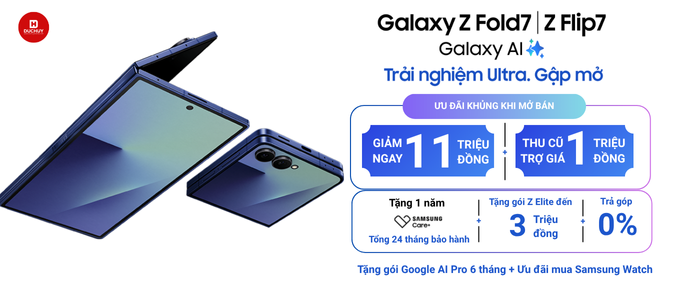 DUCHUY
Galaxy Z Fold7 | Z Flip7
Galaxy AI
Trải nghiệm Ultra. Gập mở
ƯU ĐÃI KHỦNG KHI MỞ BÁN
GIẢM NGAY 11 TRIỆU ĐỒNG + THU CŨ TRỢ GIÁ 1 TRIỆU ĐỒNG
Tặng 1 năm
SAMSUNG
Care+
Tổng 24 tháng bảo hành
+
Tặng gói Z Elite đến
3 Triệu đồng
+
Trả góp
0%
Tặng gói Google AI Pro 6 tháng + Ưu đãi mua Samsung Watch